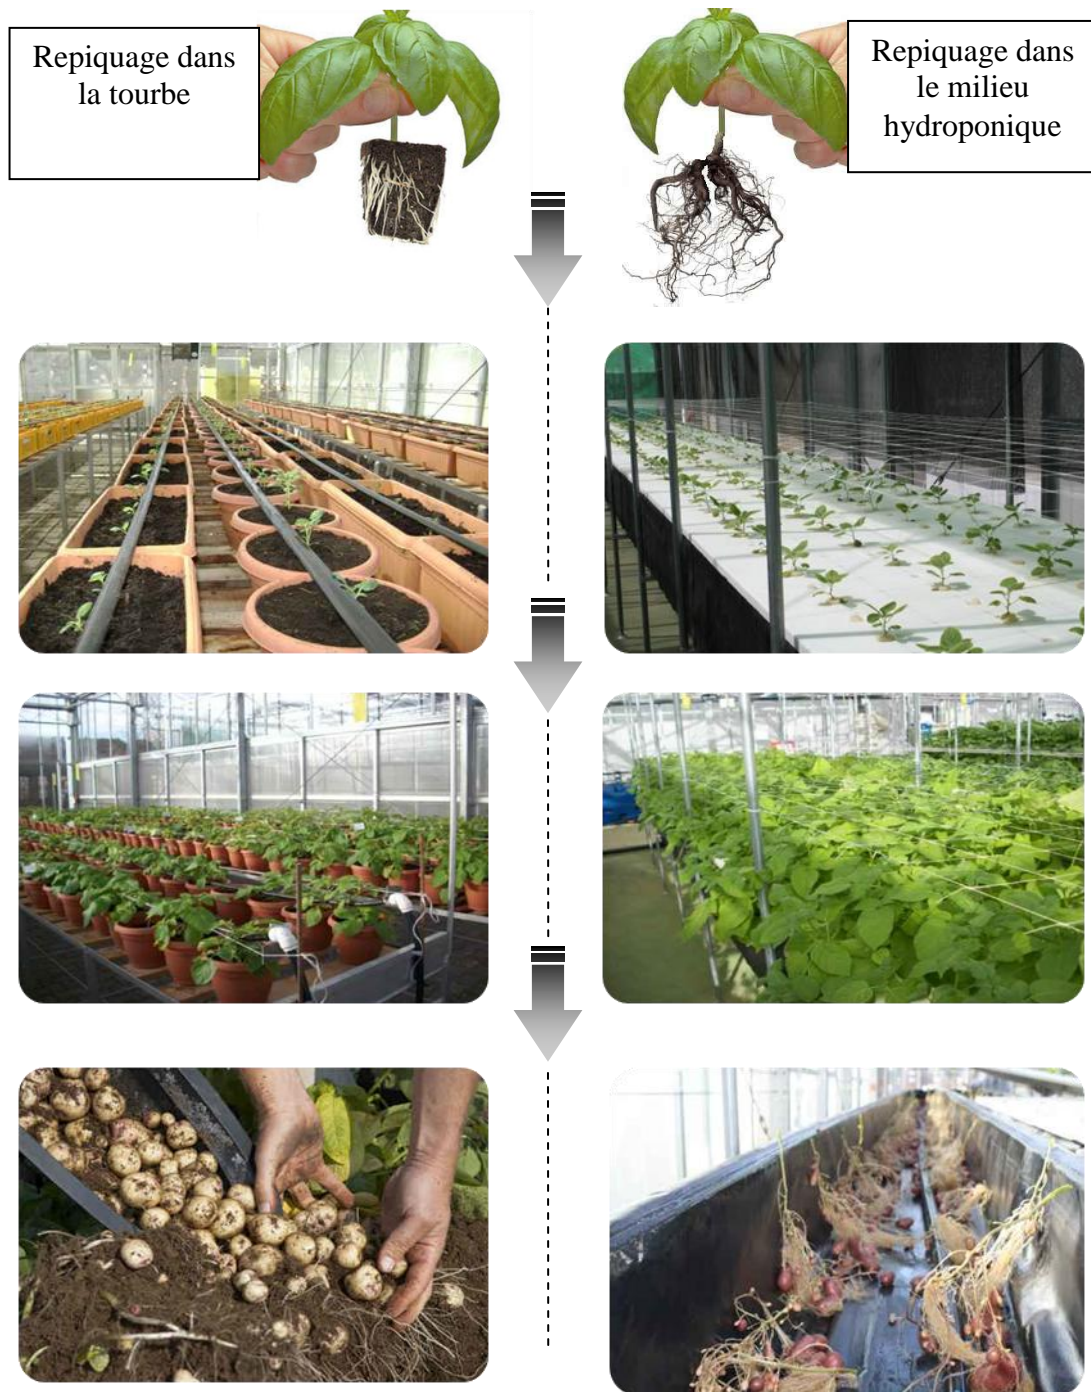 Repiquage dans
la tourbe
Repiquage dans
le milieu
hydroponique